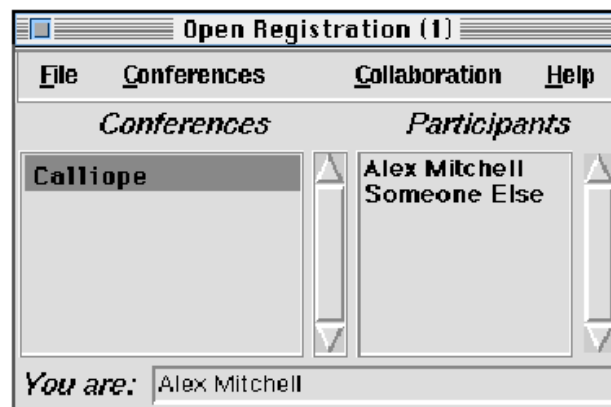 Open Registration (1)
File Conferences Collaboration Help
Conferences Participants
Calliope Alex Mitchell
Someone Else
You are: Alex Mitchell